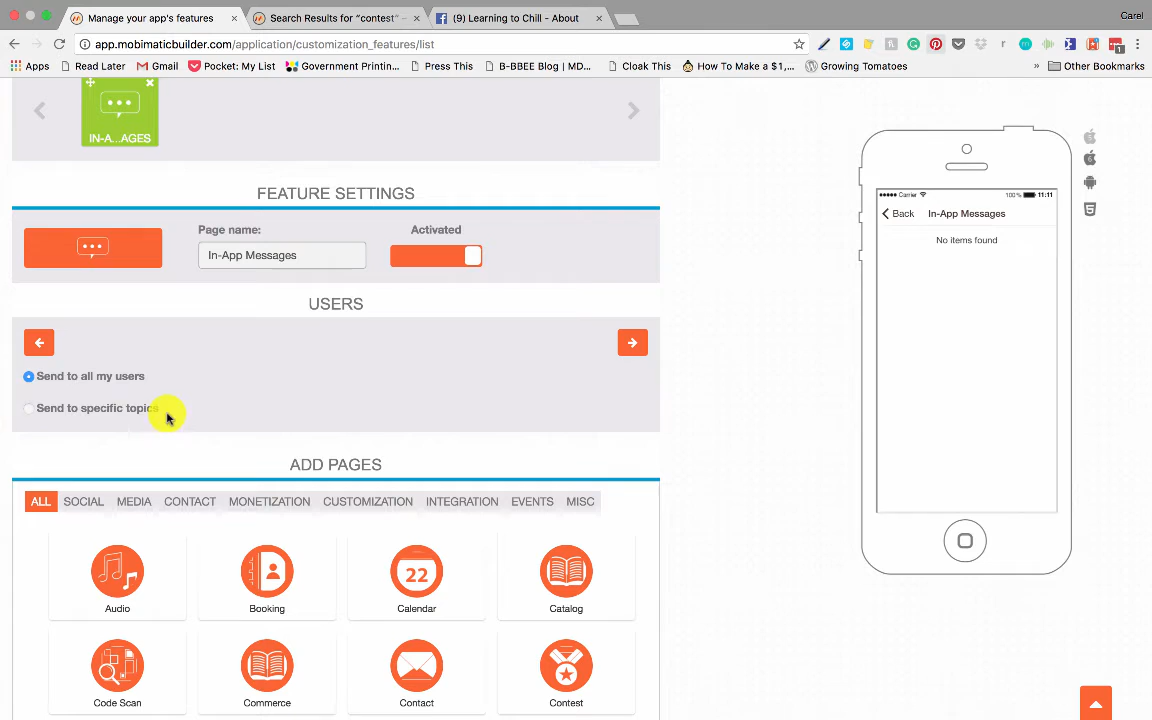 Manage your app's features
Search Results for “contest” –
(9) Learning to Chill - About
Carel
app.mobimaticbuilder.com/application/customization_features/list
Apps
Read Later
Gmail
Pocket: My List
Government Printin...
Press This
B-BBEE Blog | MD...
Cloak This
How To Make a $1,...
Growing Tomatoes
»
Other Bookmarks
IN-A...AGES
FEATURE SETTINGS
Page name:
Activated
In-App Messages
USERS
Send to all my users
Send to specific topics
ADD PAGES
ALL
SOCIAL
MEDIA
CONTACT
MONETIZATION
CUSTOMIZATION
INTEGRATION
EVENTS
MISC
22
Audio
Booking
Calendar
Catalog
Code Scan
Commerce
Contact
Contest
Carrier
100%
11:11
Back
In-App Messages
No items found